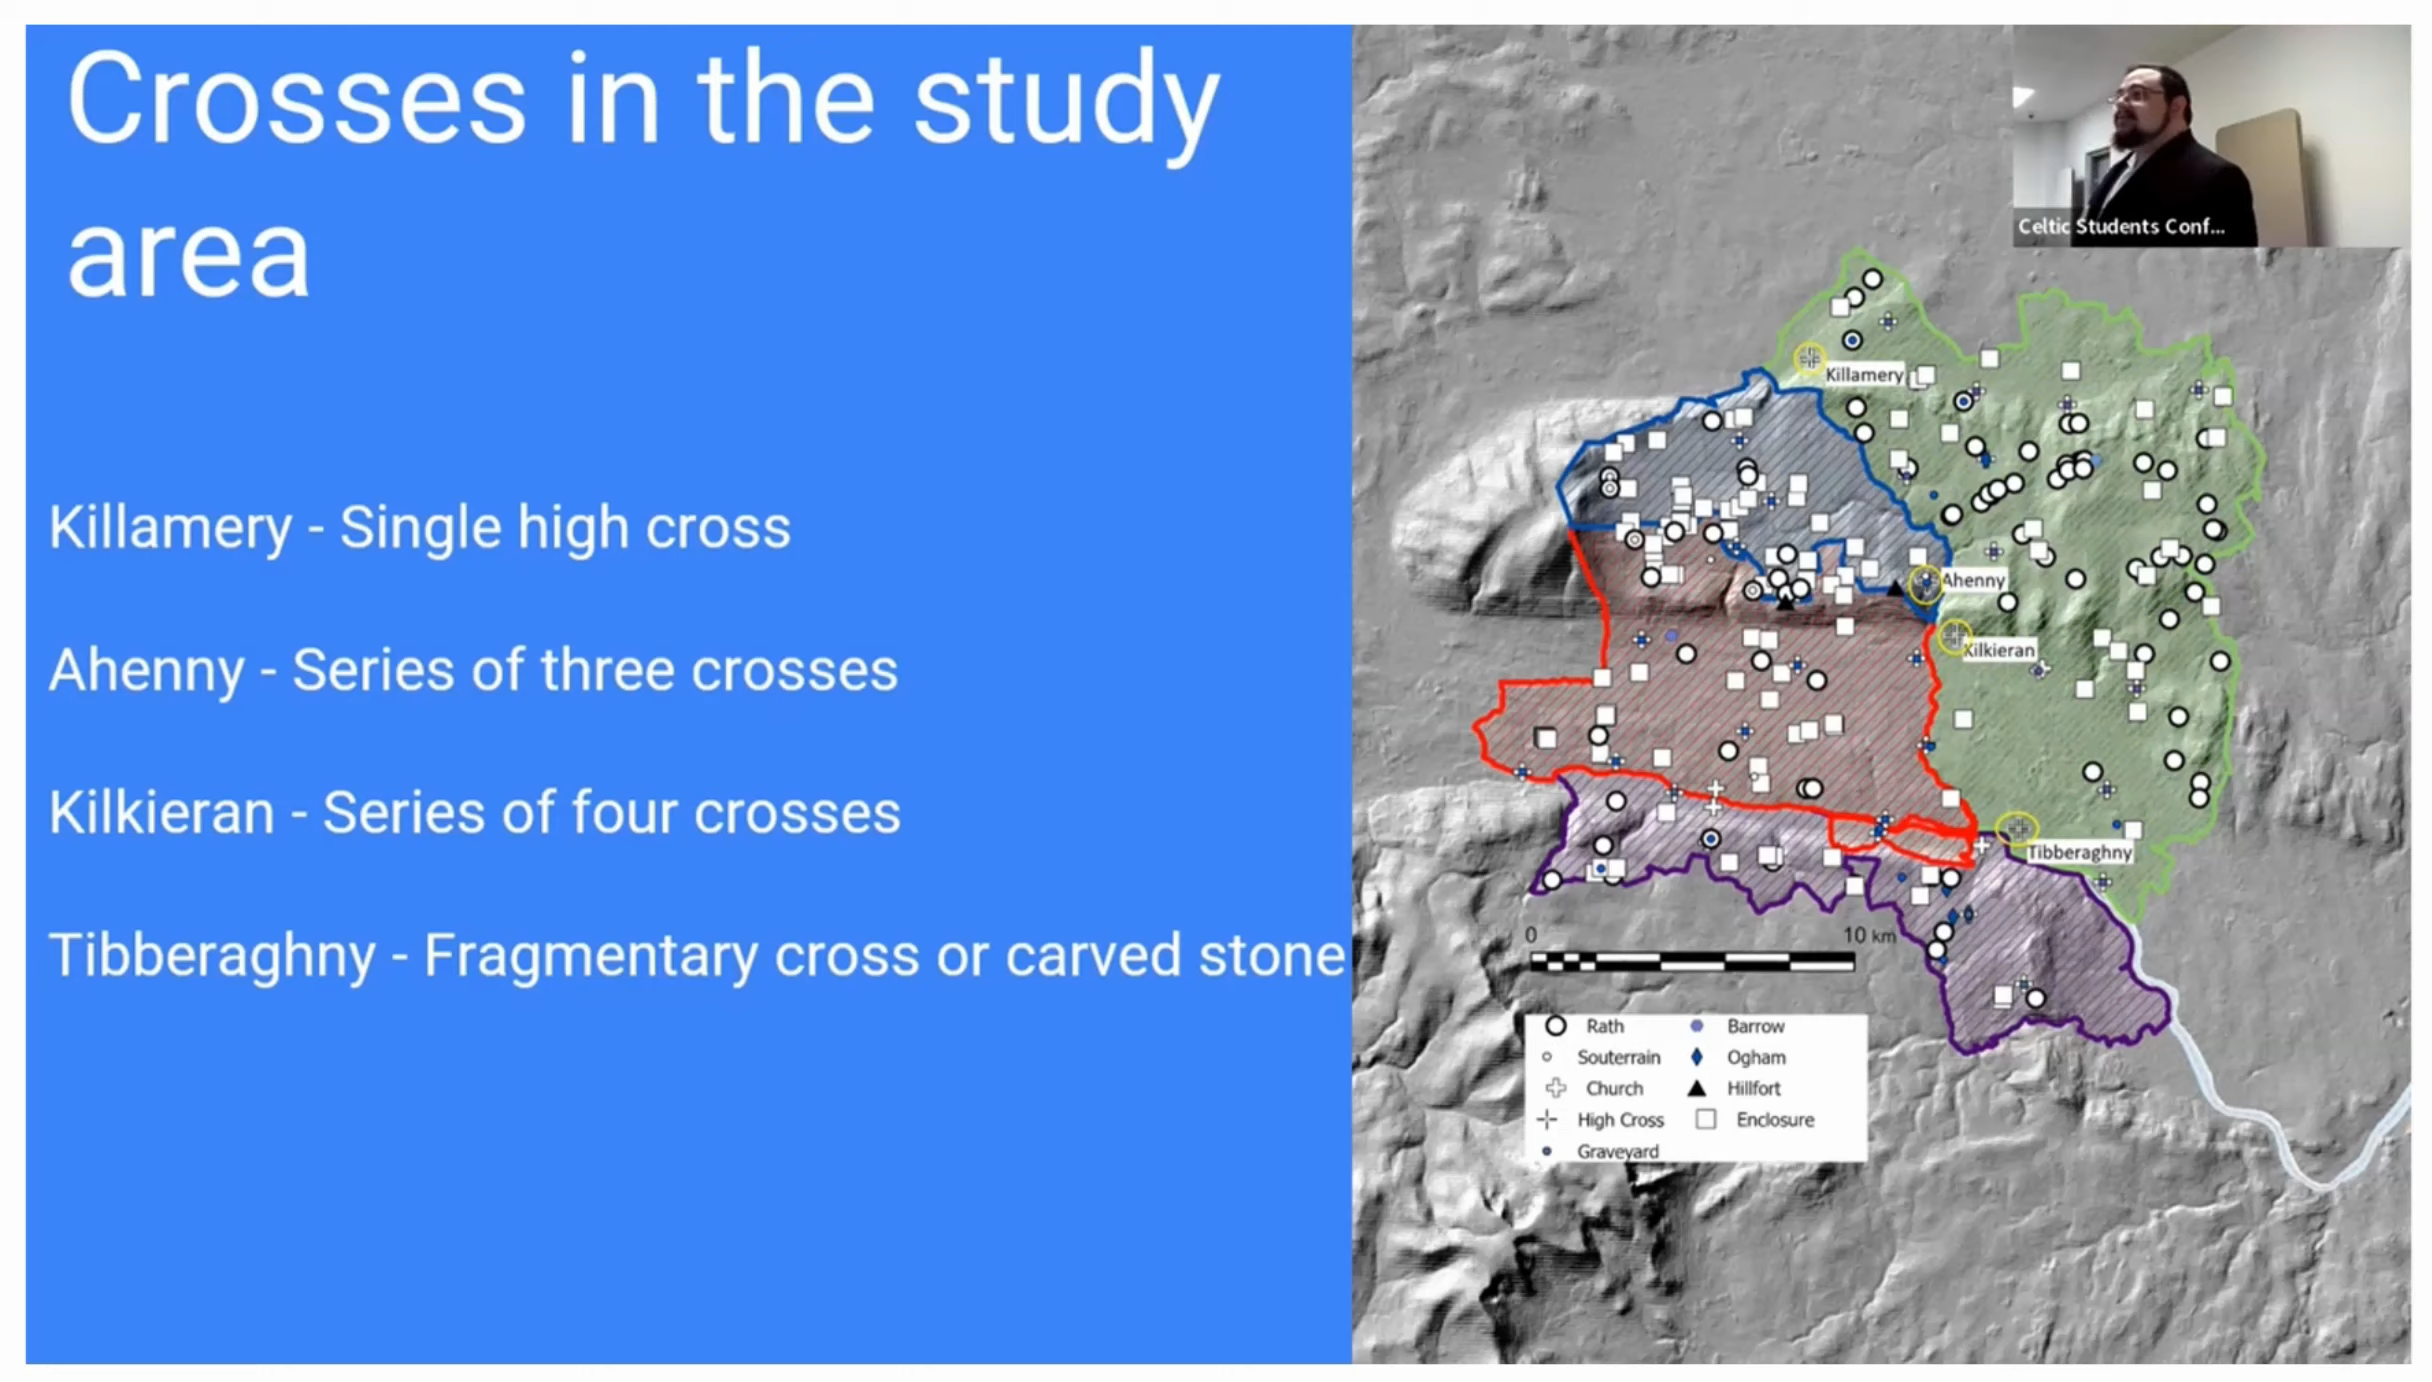 Crosses in the study
area
Killamery - Single high cross
Ahenny - Series of three crosses
Kilkieran - Series of four crosses
Tibberaghny - Fragmentary cross or carved stone
Celtic Students Conf...
Killamery
Ahenny
Kilkieran
Tibberaghny
0 10 km
Rath Barrow
Souterrain Ogham
Church Hillfort
High Cross Enclosure
Graveyard